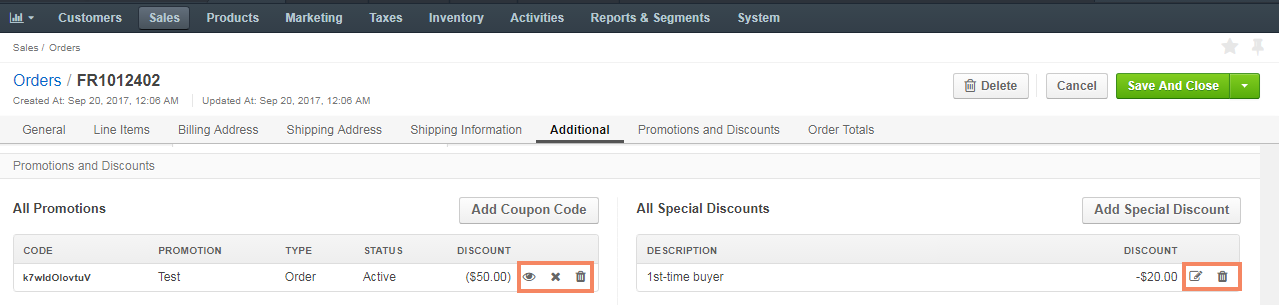 Customers Sales Products Marketing Taxes Inventory Activities Reports & Segments System
Sales / Orders
Orders / FR1012402
Delete Cancel Save And Close
Created At: Sep 20, 2017, 12:06 AM Updated At: Sep 20, 2017, 12:06 AM
General Line Items Billing Address Shipping Address Shipping Information Additional Promotions and Discounts Order Totals
Promotions and Discounts
All Promotions Add Coupon Code
CODE PROMOTION TYPE STATUS DISCOUNT
k7wIdOlovtuV Test Order Active ($50.00)
All Special Discounts Add Special Discount
DESCRIPTION DISCOUNT
1st-time buyer -$20.00